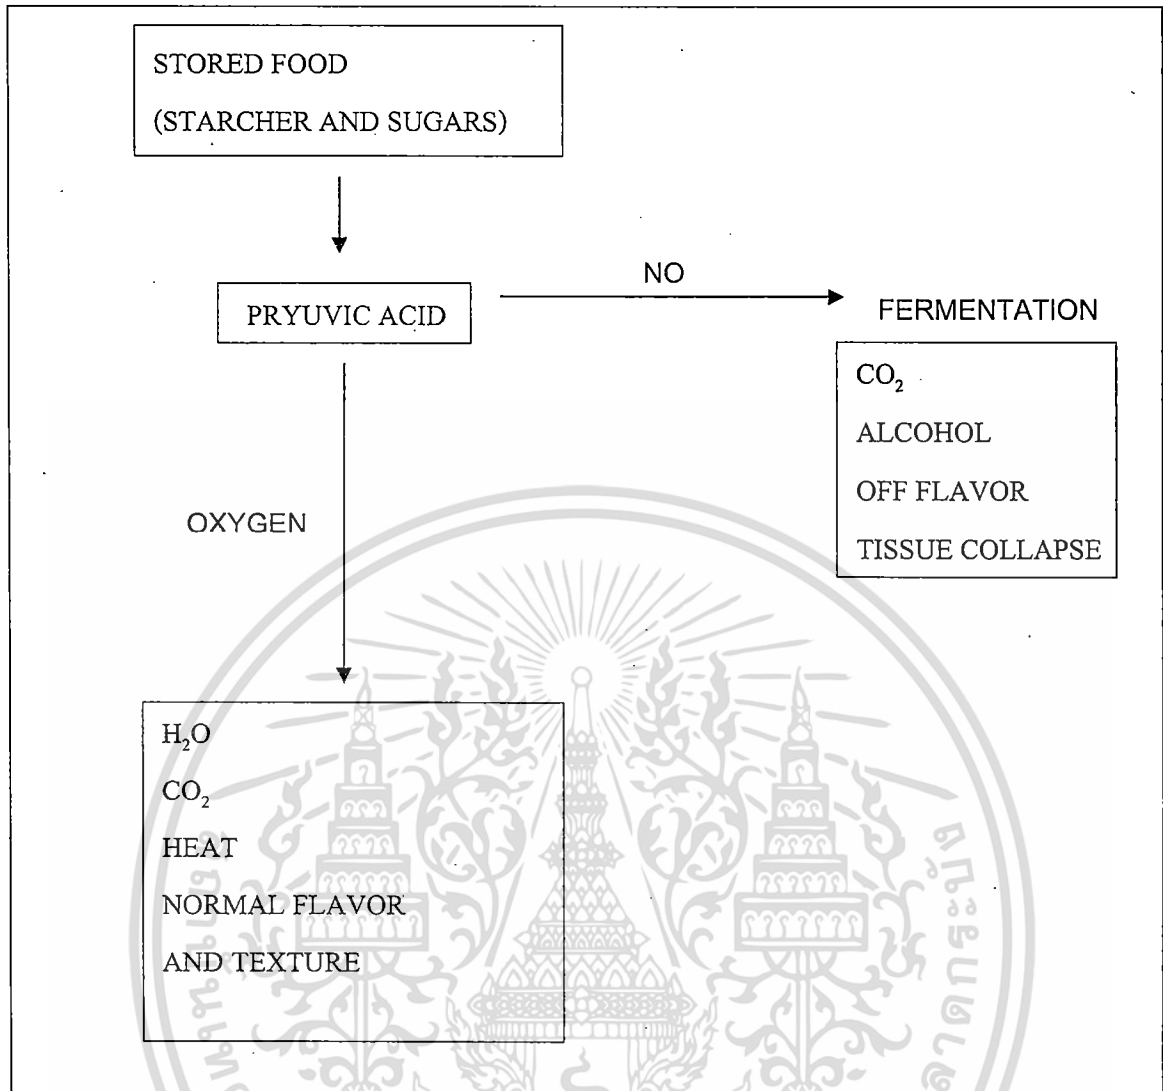 STORED FOOD
(STARCHER AND SUGARS)
PRYUVIC ACID
NO
FERMENTATION
CO₂
ALCOHOL
OFF FLAVOR
TISSUE COLLAPSE
OXYGEN
H₂O
CO₂
HEAT
NORMAL FLAVOR
AND TEXTURE